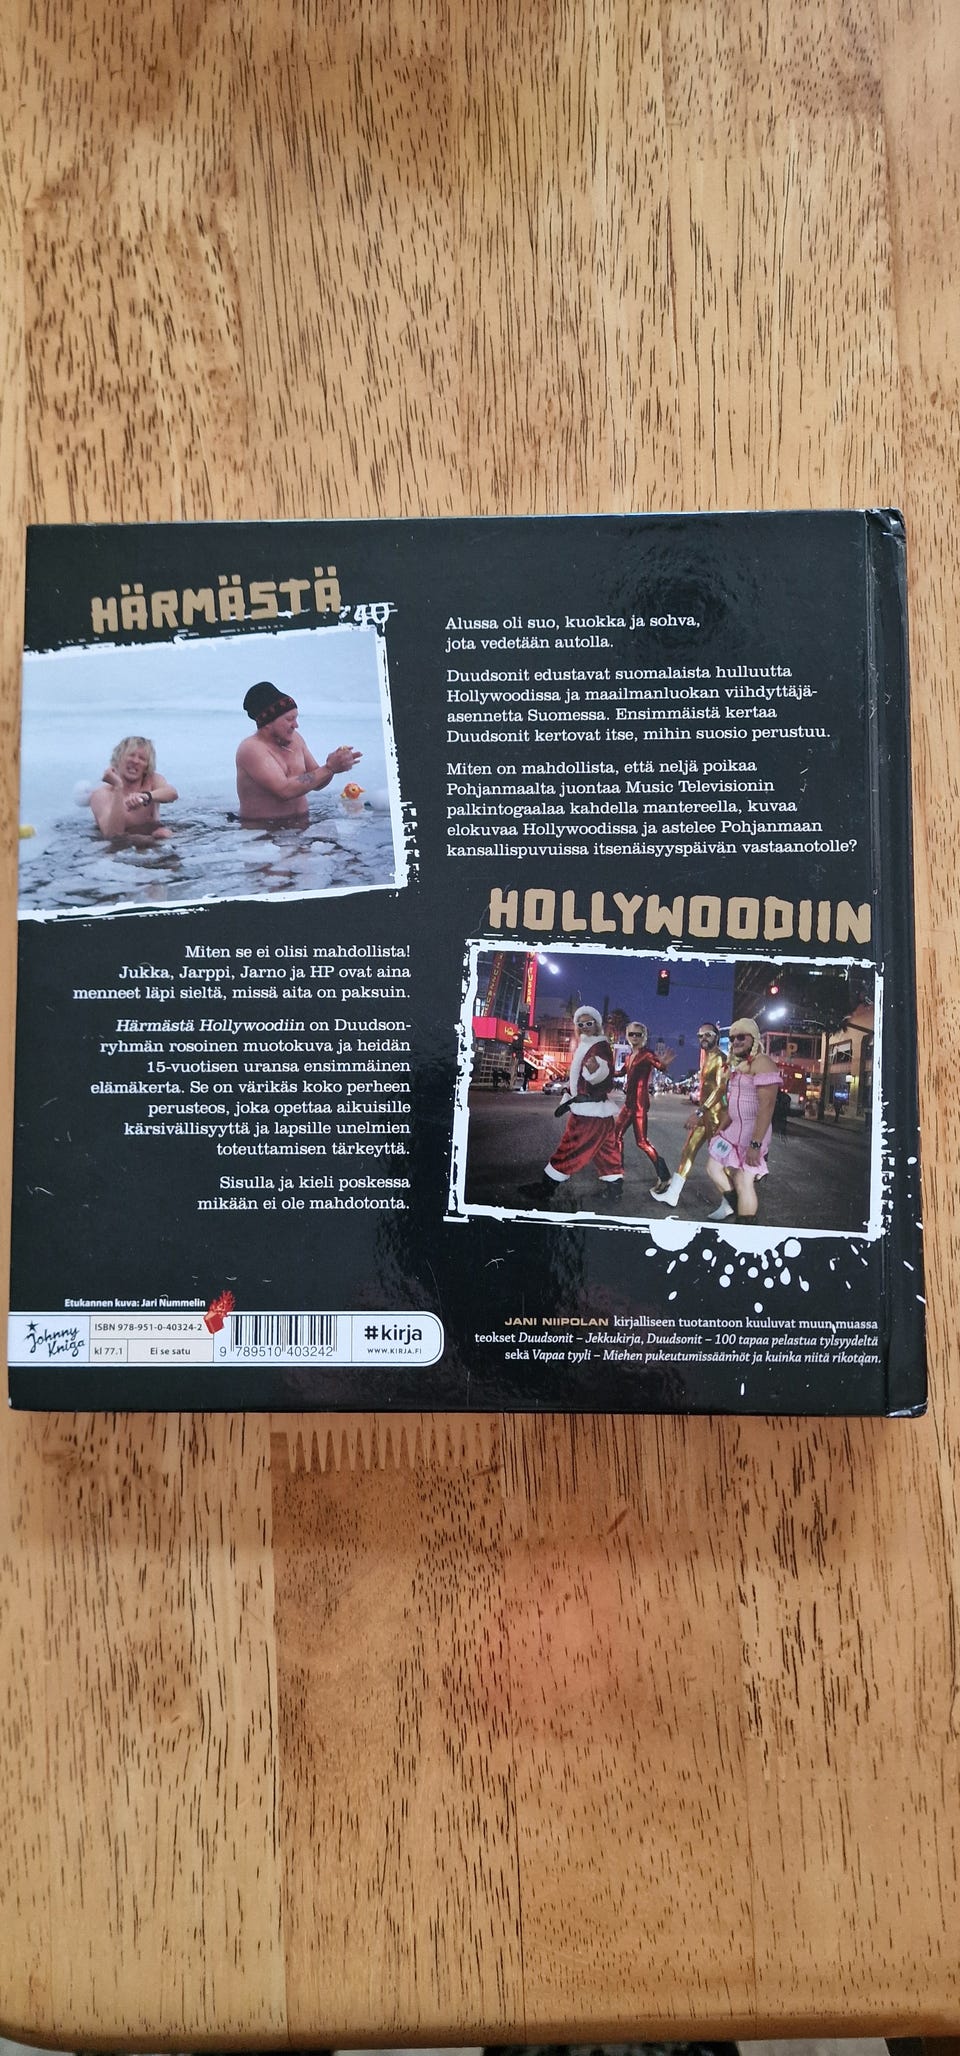 HÄRMÄSTÄ
Alussa oli suo, kuokka ja sohva,
jota vedetään autolla.
Duudsonit edustavat suomalaista hulluutta
Hollywoodissa ja maailmanluokan viihdyttäjä-
asennetta Suomessa. Ensimmäistä kertaa
Duudsonit kertovat itse, mihin suosio perustuu.
Miten on mahdollista, että neljä poikaa
Pohjanmaalta juontaa Music Televisionin
palkintogaalaa kahdella mantereella, kuvaa
elokuvaa Hollywoodissa ja astelee Pohjanmaan
kansallispuvuissa itsenäisyyspäivän vastaanotolle?
HOLLYWOODIIN
Miten se ei olisi mahdollista!
Jukka, Jarppi, Jarno ja HP ovat aina
menneet läpi sieltä, missä aita on paksuin.
Härmästä Hollywoodiin on Duudson-
ryhmän rosoinen muotokuva ja heidän
15-vuotisen uransa ensimmäinen
elämäkerta. Se on värikäs koko perheen
perusteos, joka opettaa aikuisille
kärsivällisyyttä ja lapsille unelmien
toteuttamisen tärkeyttä.
Sisulla ja kieli poskessa
mikään ei ole mahdotonta.
Etukannen kuva: Jari Nummelin
Johnny
Kniga
ISBN 978-951-0-40324-2
kl 77.1
Ei se satu
9 789510 403242
#kirja
WWW.KIRJA.FI
JANI NIIPOLAN kirjalliseen tuotantoon kuuluvat muun muassa
teokset Duudsonit – Jekkukirja, Duudsonit – 100 tapaa pelastua tylsyydeltä
sekä Vapaa tyyli – Miehen pukeutumissäännöt ja kuinka niitä rikotaan.